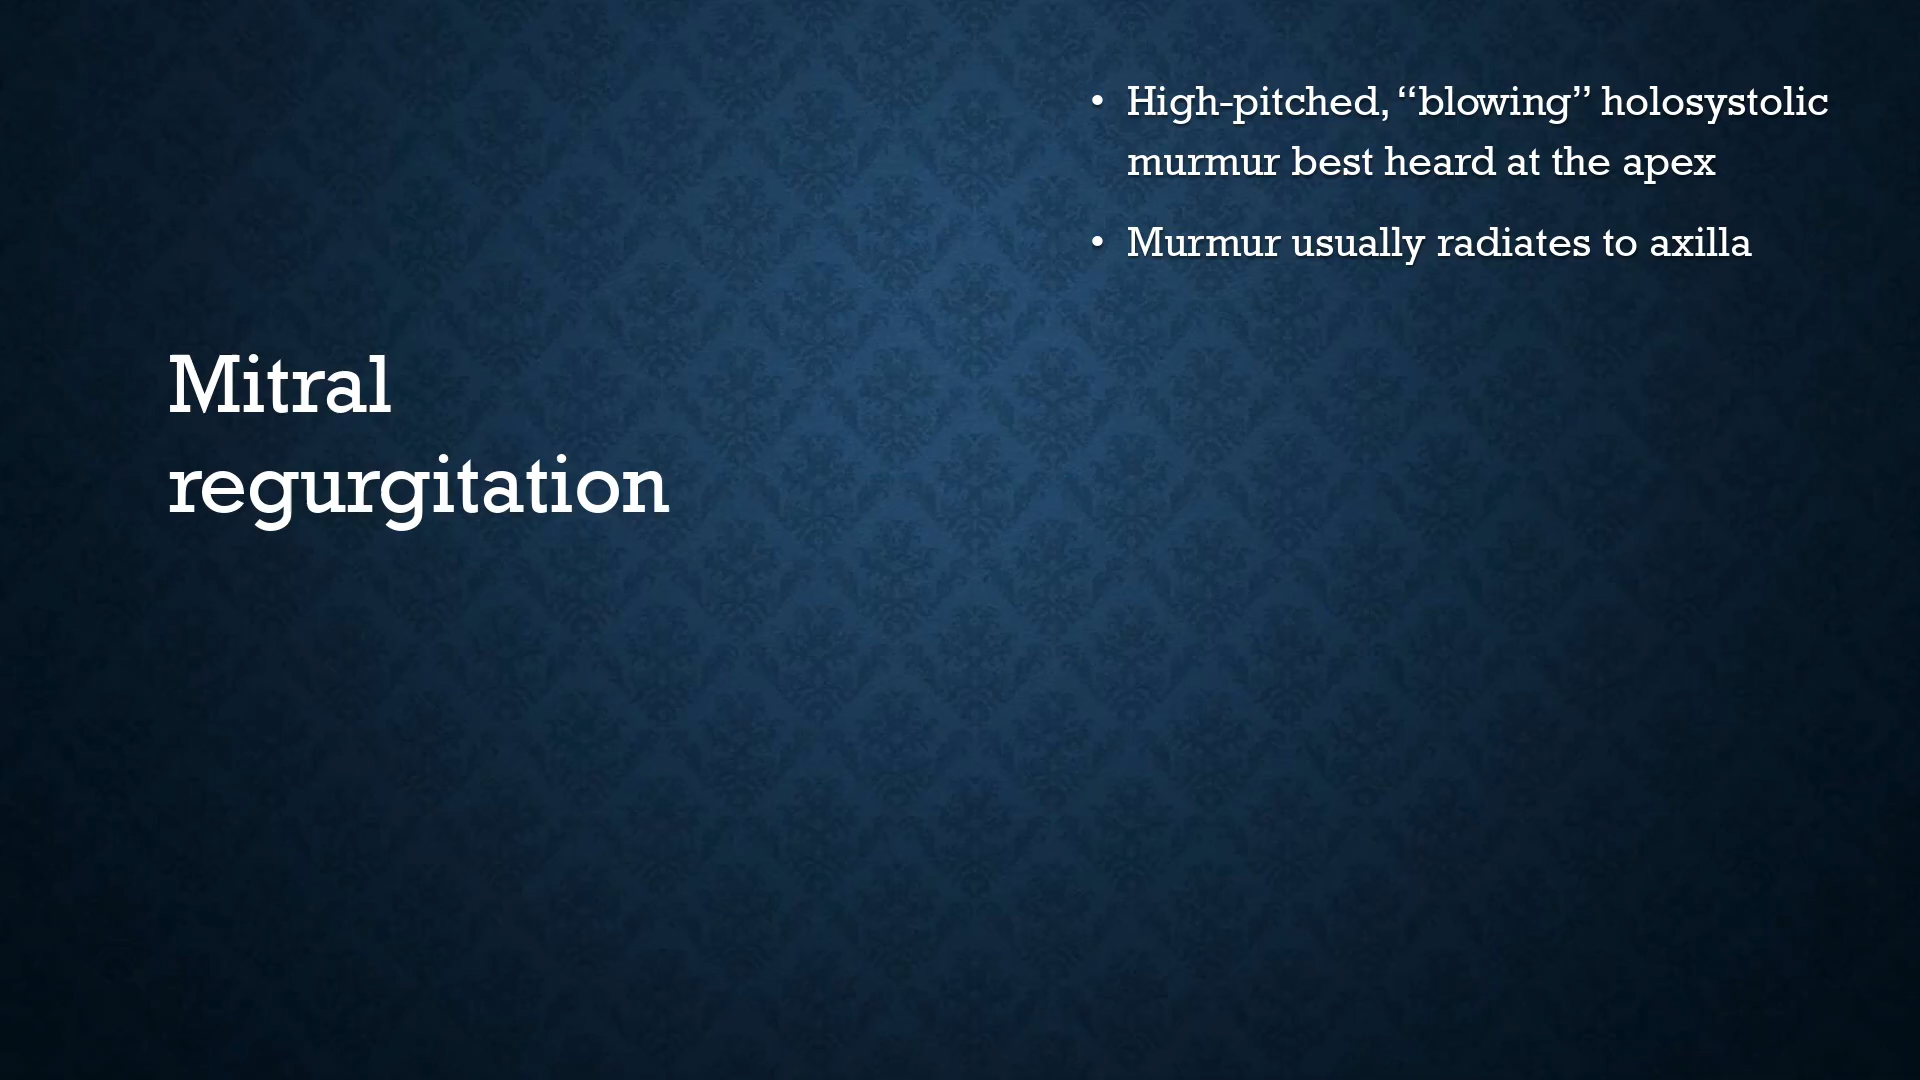 Mitral
regurgitation
• High-pitched, “blowing” holosystolic
murmur best heard at the apex
• Murmur usually radiates to axilla